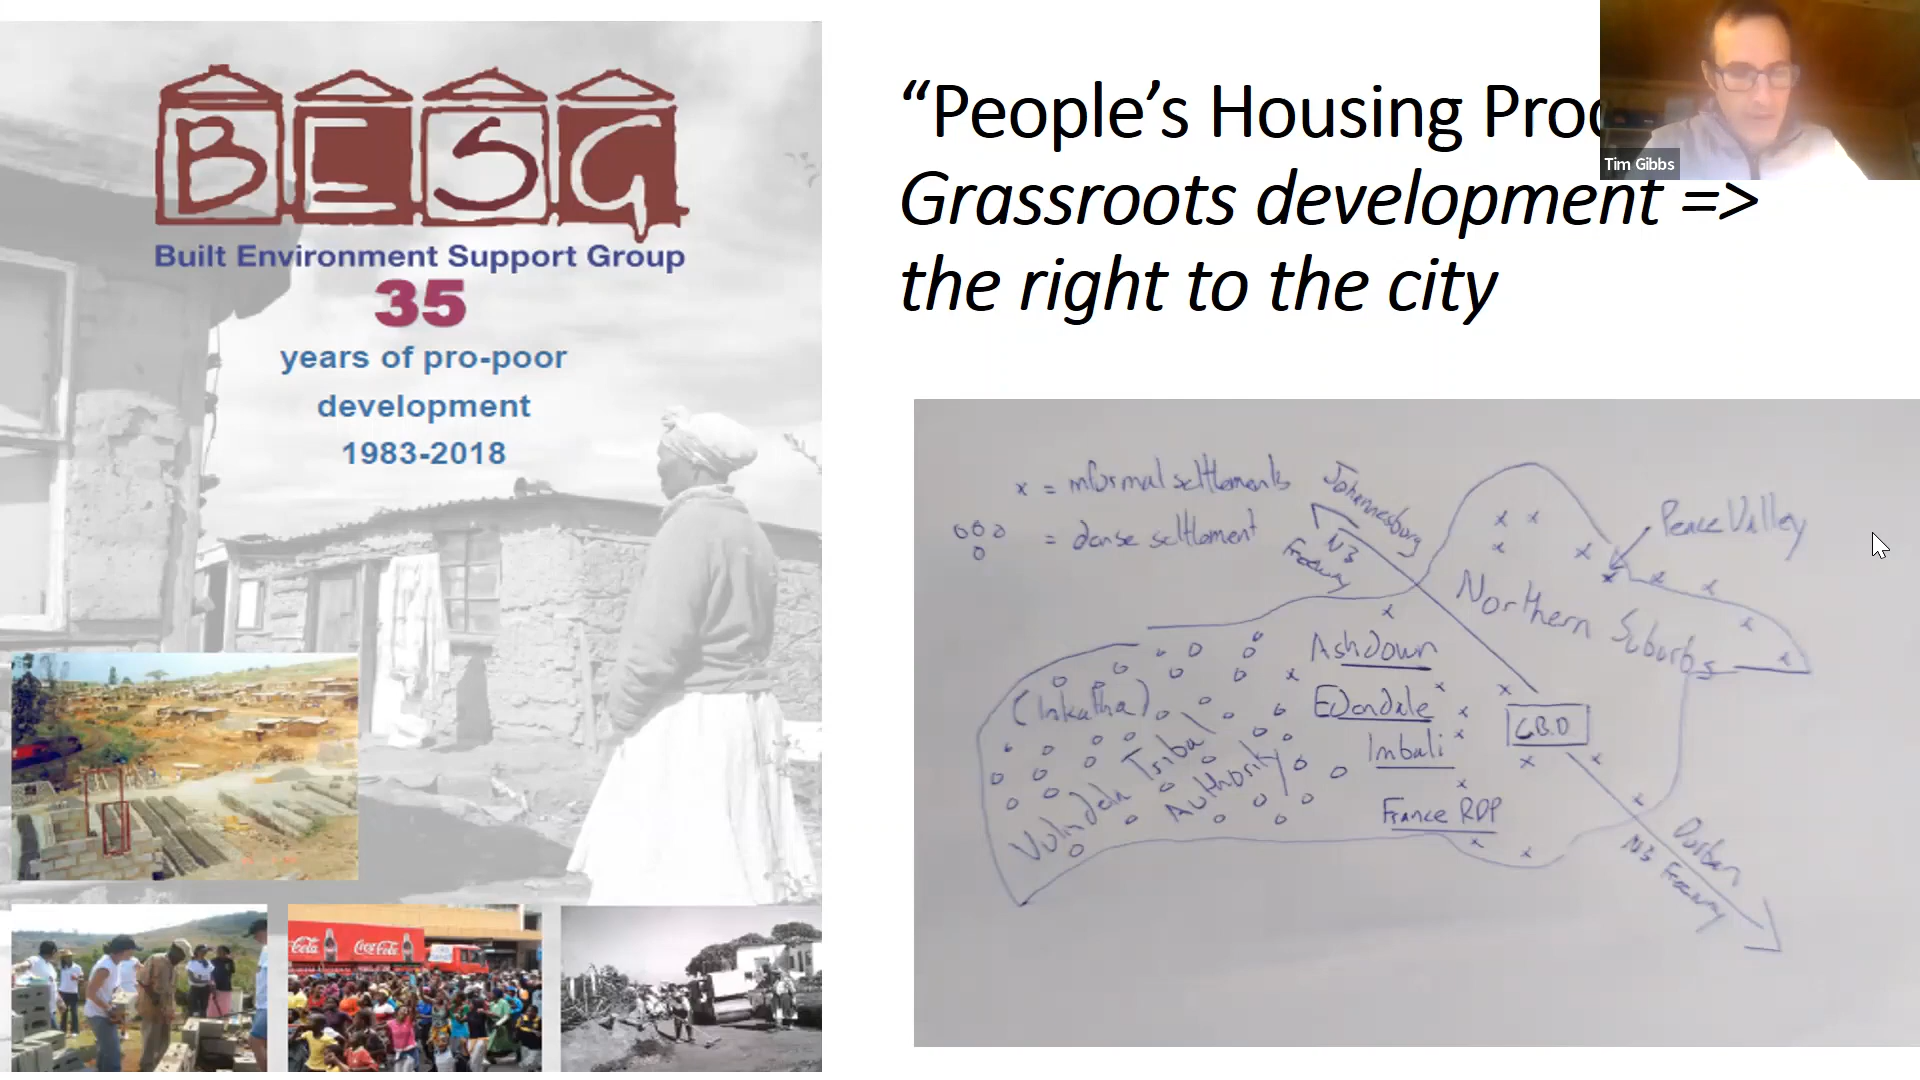 BESG
Built Environment Support Group
35
years of pro-poor
development
1983-2018
Cola
Coca-Cola
“People’s Housing Proc
Grassroots development =>
the right to the city
Tim Gibbs
x = informal settlements
= dense settlement
Johannesburg
N3
Freeway
Peace Valley
Northern Suburbs
Ashdown
(Inkatha)
Edendale
C.B.D
Imbali
Vulindela Tribal
Authority
France RDP
Durban
N3 Freeway